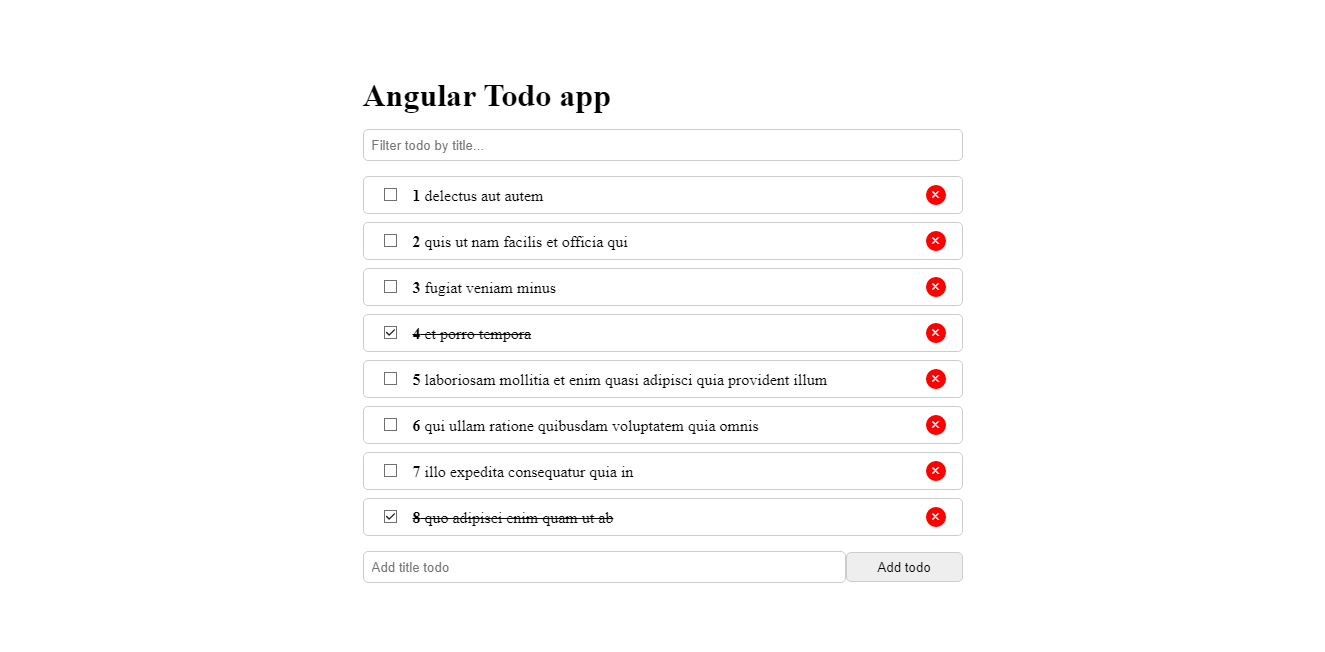 Angular Todo app
Filter todo by title...
1 delectus aut autem
2 quis ut nam facilis et officia qui
3 fugiat veniam minus
4 et porro tempora
5 laboriosam mollitia et enim quasi adipisci quia provident illum
6 qui ullam ratione quibusdam voluptatem quia omnis
7 illo expedita consequatur quia in
8 quo adipisci enim quam ut ab
Add title todo Add todo